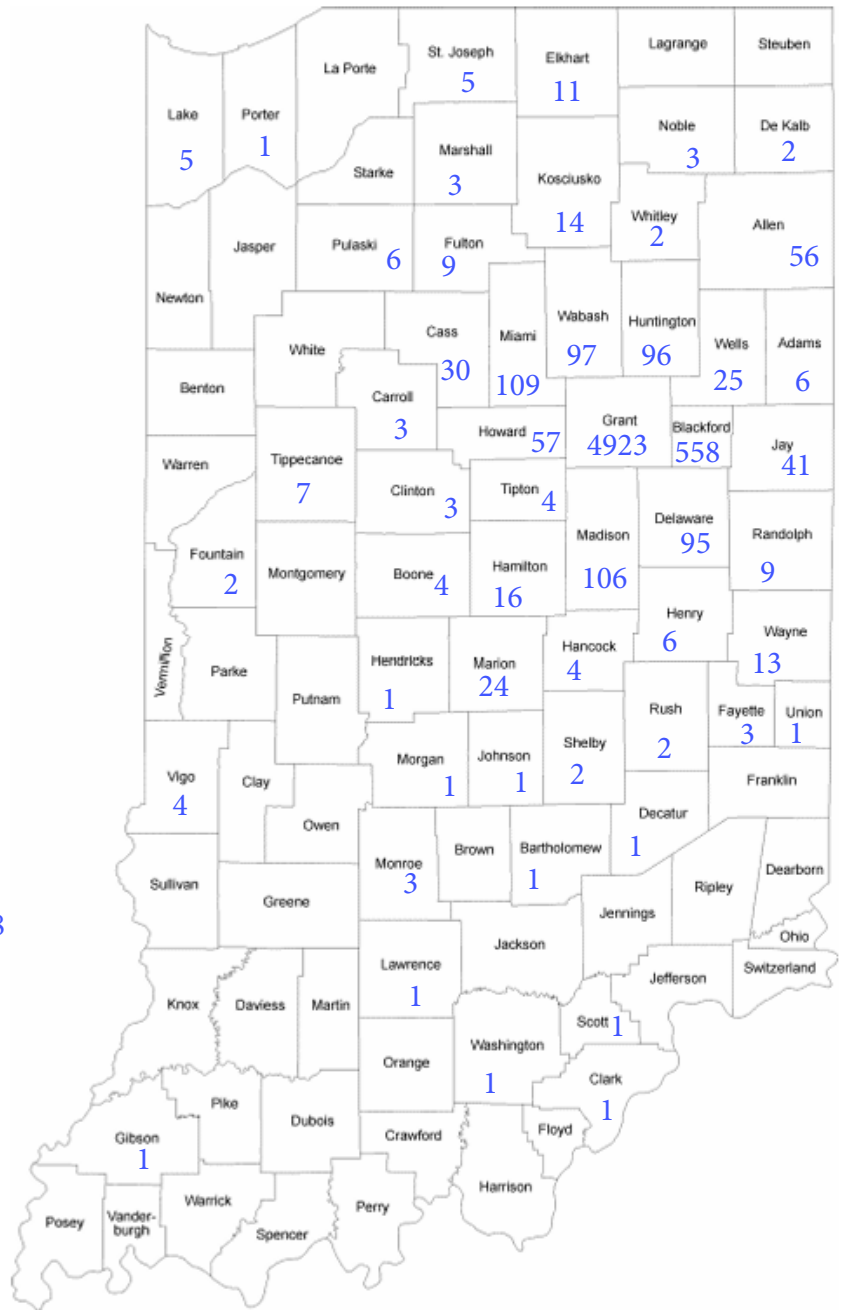 Lagrange
Steuben
St. Joseph
5
Elkhart
11
La Porte
Lake
5
Porter
1
Noble
3
De Kalb
2
Marshall
3
Starke
Kosciusko
14
Whitley
2
Allen
56
Jasper
Pulaski
6
Fulton
9
Newton
White
Cass
30
Miami
109
Wabash
97
Huntington
96
Wells
25
Adams
6
Benton
Carroll
3
Howard 57
Grant
4923
Blackford
558
Jay
41
Warren
Tippecanoe
7
Clinton
3
Tipton
4
Madison
106
Delaware
95
Randolph
9
Fountain
2
Montgomery
Boone 4
Hamilton
16
Henry
6
Wayne
13
Vermillion
Parke
Putnam
Hendricks
1
Marion
24
Hancock
4
Rush
2
Fayette
3
Union
1
Vigo
4
Clay
Morgan
1
Johnson
1
Shelby
2
Franklin
Owen
Decatur
1
Monroe
3
Brown
Bartholomew
1
Dearborn
Ripley
Sullivan
Greene
Jennings
Ohio
Jackson
Switzerland
Jefferson
Lawrence
1
Knox
Daviess
Martin
Scott 1
Washington
1
Orange
Clark
1
Pike
Dubois
Crawford
Floyd
Gibson
1
Harrison
Posey
Vander-
burgh
Warrick
Spencer
Perry